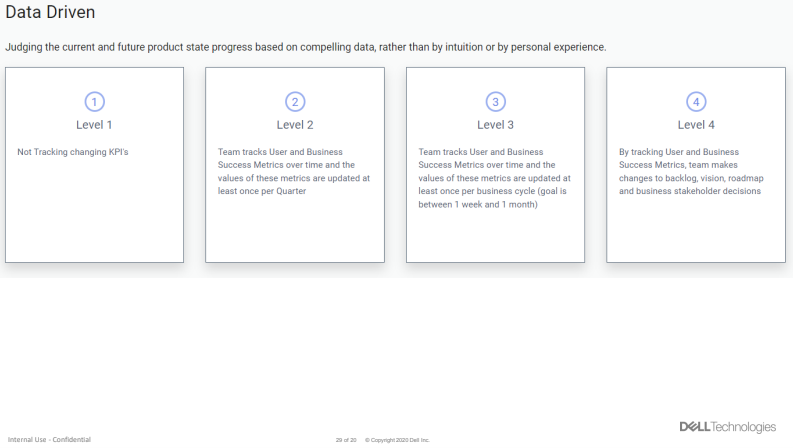 Data Driven
Judging the current and future product state progress based on compelling data, rather than by intuition or by personal experience.
1
Level 1
Not Tracking changing KPI's
2
Level 2
Team tracks User and Business
Success Metrics over time and the
values of these metrics are updated at
least once per Quarter
3
Level 3
Team tracks User and Business
Success Metrics over time and the
values of these metrics are updated at
least once per business cycle (goal is
between 1 week and 1 month)
4
Level 4
By tracking User and Business
Success Metrics, team makes
changes to backlog, vision, roadmap
and business stakeholder decisions
Internal Use - Confidential
29 of 20 © Copyright 2020 Dell Inc.
DELLTechnologies